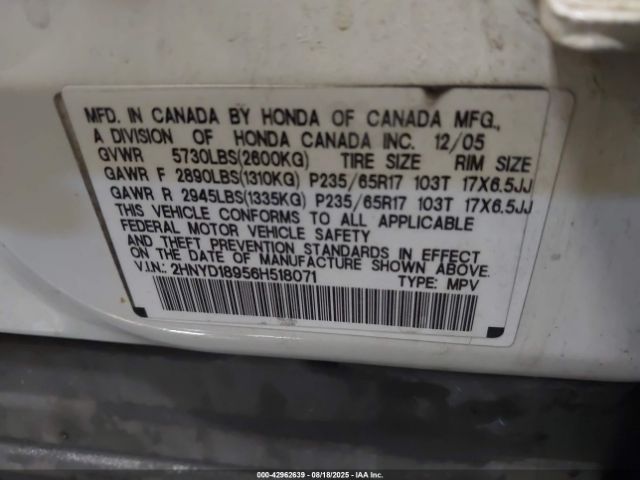 MFD. IN CANADA BY HONDA OF CANADA MFG.,
A DIVISION OF HONDA CANADA INC. 12/05
GVWR 5730LBS(2600KG) TIRE SIZE RIM SIZE
GAWR F 2890LBS(1310KG) P235/65R17 103T 17X6.5JJ
GAWR R 2945LBS(1335KG) P235/65R17 103T 17X6.5JJ
THIS VEHICLE CONFORMS TO ALL APPLICABLE
FEDERAL MOTOR VEHICLE SAFETY
AND THEFT PREVENTION STANDARDS IN EFFECT
ON THE DATE OF MANUFACTURE SHOWN ABOVE.
V.I.N.: 2HNYD18956H518071 TYPE: MPV
000-42962639 - 08/18/2025 - IAA Inc.